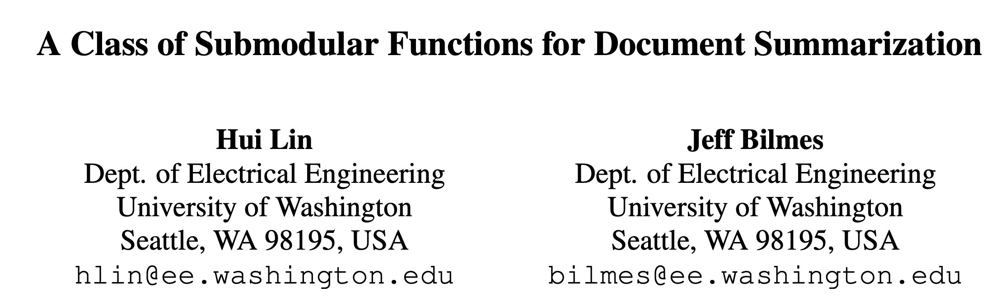 A Class of Submodular Functions for Document Summarization
Hui Lin
Dept. of Electrical Engineering
University of Washington
Seattle, WA 98195, USA
hlin@ee.washington.edu
Jeff Bilmes
Dept. of Electrical Engineering
University of Washington
Seattle, WA 98195, USA
bilmes@ee.washington.edu